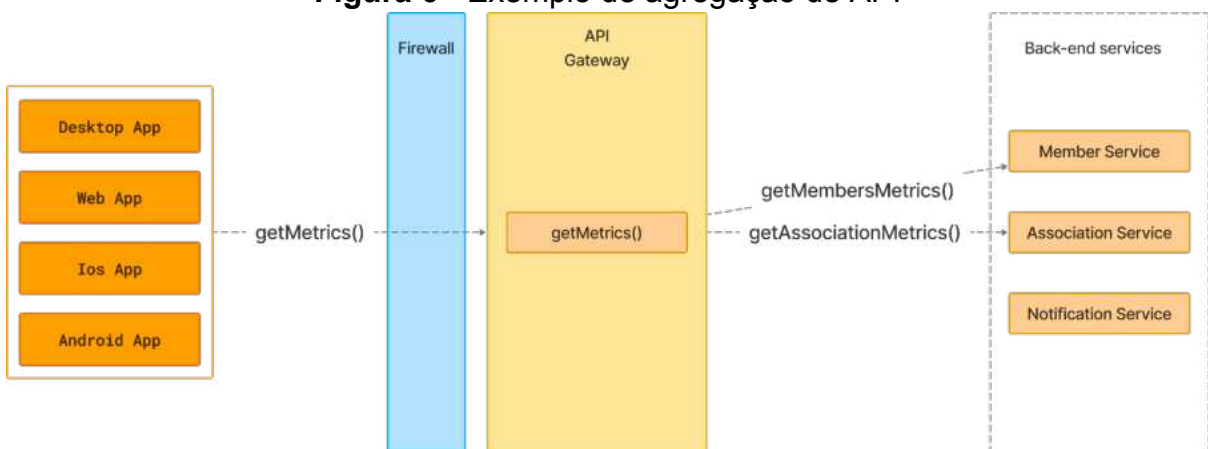 Exemplo de agregação de API
Firewall
API
Gateway
Back-end services
Desktop App
Web App
Ios App
Android App
getMetrics()
getMetrics()
getMembersMetrics()
getAssociationMetrics()
Member Service
Association Service
Notification Service